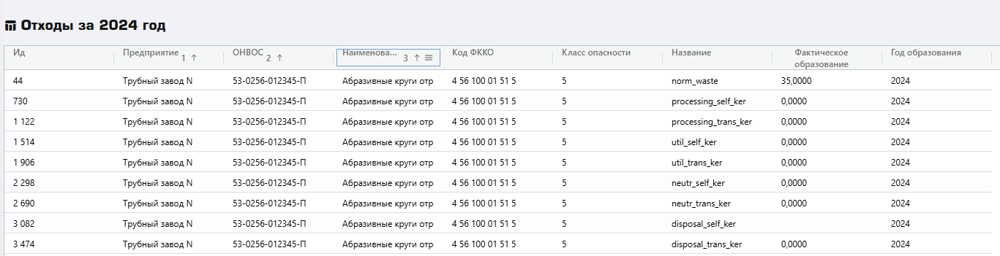 Отходы за 2024 год
Ид Предприятие 1 ↑ ОНВОС 2 ↑ Наименова... 3 ↑ Код ФККО Класс опасности Название Фактическое образование Год образования
44 Трубный завод N 53-0256-012345-П Абразивные круги отр 4 56 100 01 51 5 5 norm_waste 35,0000 2024
730 Трубный завод N 53-0256-012345-П Абразивные круги отр 4 56 100 01 51 5 5 processing_self_ker 0,0000 2024
1 122 Трубный завод N 53-0256-012345-П Абразивные круги отр 4 56 100 01 51 5 5 processing_trans_ker 0,0000 2024
1 514 Трубный завод N 53-0256-012345-П Абразивные круги отр 4 56 100 01 51 5 5 util_self_ker 0,0000 2024
1 906 Трубный завод N 53-0256-012345-П Абразивные круги отр 4 56 100 01 51 5 5 util_trans_ker 0,0000 2024
2 298 Трубный завод N 53-0256-012345-П Абразивные круги отр 4 56 100 01 51 5 5 neutr_self_ker 0,0000 2024
2 690 Трубный завод N 53-0256-012345-П Абразивные круги отр 4 56 100 01 51 5 5 neutr_trans_ker 0,0000 2024
3 082 Трубный завод N 53-0256-012345-П Абразивные круги отр 4 56 100 01 51 5 5 disposal_self_ker 2024
3 474 Трубный завод N 53-0256-012345-П Абразивные круги отр 4 56 100 01 51 5 5 disposal_trans_ker 0,0000 2024